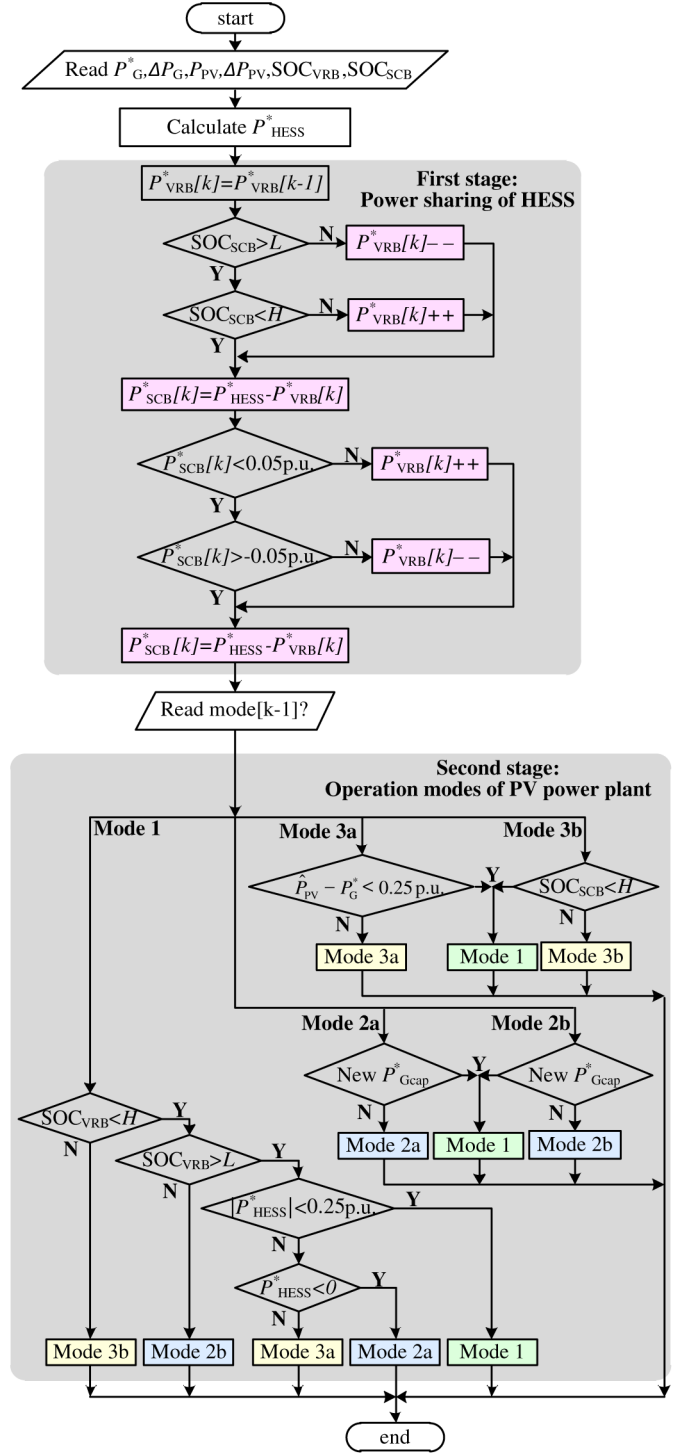 start
Read P*G,ΔPG,PPV,ΔPPV,SOCVRB,SOCSCB
Calculate P*HESS
First stage:
Power sharing of HESS
P*VRB[k]=P*VRB[k-1]
SOCSCB>L
N
P*VRB[k]− −
Y
SOCSCB<H
N
P*VRB[k]++
Y
P*SCB[k]=P*HESS-P*VRB[k]
P*SCB[k]<0.05p.u.
N
P*VRB[k]++
Y
P*SCB[k]>-0.05p.u.
N
P*VRB[k]− −
Y
P*SCB[k]=P*HESS-P*VRB[k]
Read mode[k-1]?
Second stage:
Operation modes of PV power plant
Mode 1
Mode 3a
Mode 3b
P̂PV − P*G < 0.25 p.u.
Y
SOCSCB<H
N
N
Mode 3a
Mode 1
Mode 3b
Mode 2a
Mode 2b
New P*Gcap
Y
New P*Gcap
N
N
Mode 2a
Mode 1
Mode 2b
SOCVRB<H
Y
N
SOCVRB>L
Y
N
|P*HESS|<0.25p.u.
Y
N
P*HESS<0
Y
N
Mode 3b
Mode 2b
Mode 3a
Mode 2a
Mode 1
end